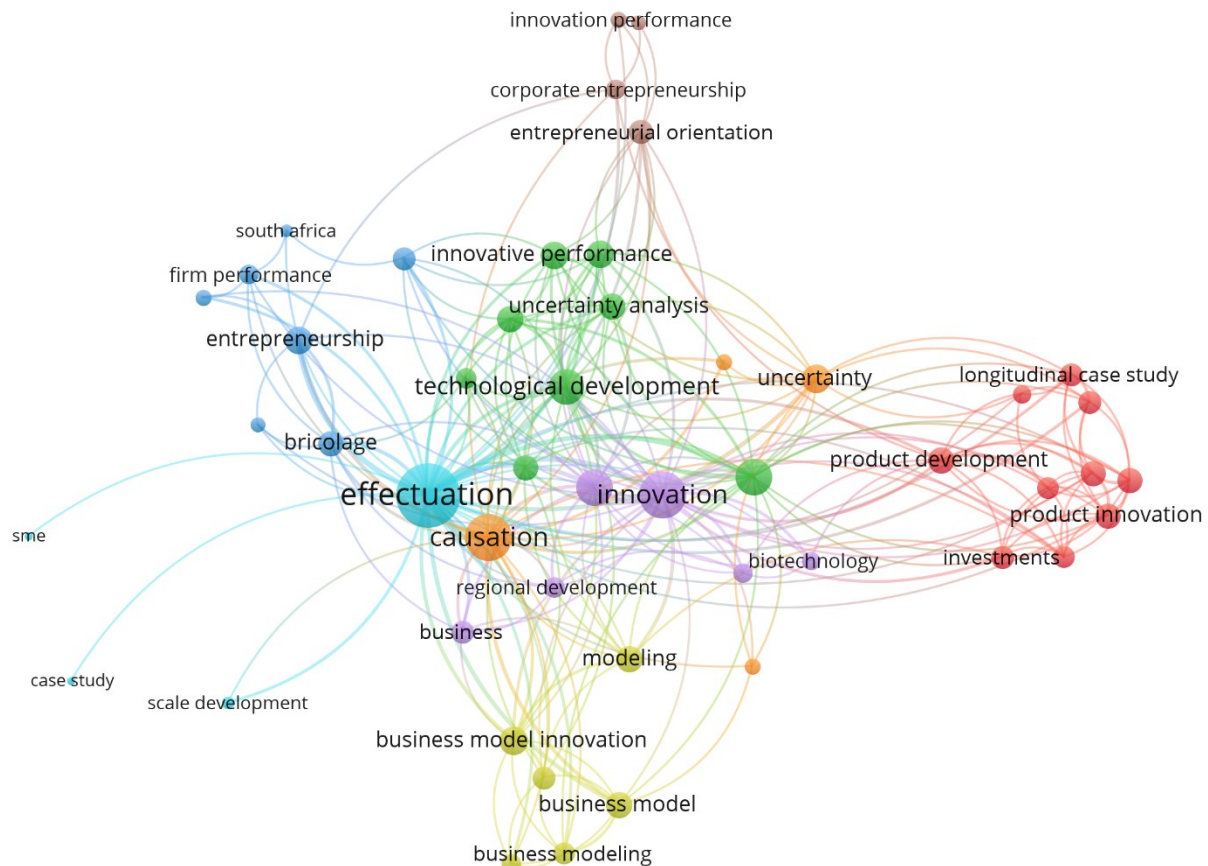 innovation performance
corporate entrepreneurship
entrepreneurial orientation
south africa
innovative performance
firm performance
uncertainty analysis
entrepreneurship
longitudinal case study
uncertainty
technological development
bricolage
product development
effectuation
innovation
product innovation
sme
causation
biotechnology
investments
regional development
business
modeling
case study
scale development
business model innovation
business model
business modeling